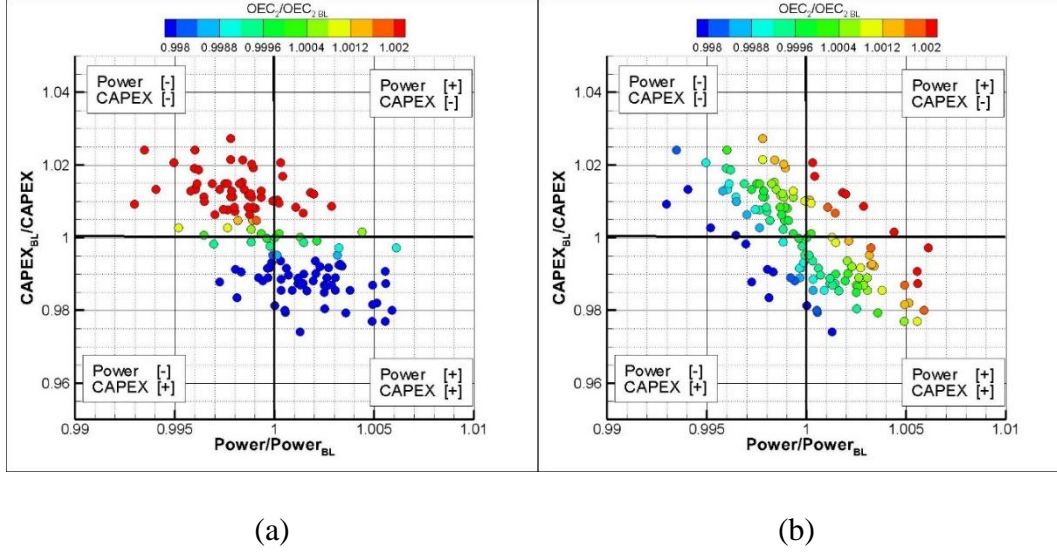 OEC2/OEC2 BL
0.998 0.9988 0.9996 1.0004 1.0012 1.002
Power [-]
CAPEX [-]
Power [+]
CAPEX [-]
1.04
1.02
1
0.98
0.96
CAPEXBL/CAPEX
Power [-]
CAPEX [+]
Power [+]
CAPEX [+]
0.99 0.995 1 1.005 1.01
Power/PowerBL
(a)
OEC2/OEC2 BL
0.998 0.9988 0.9996 1.0004 1.0012 1.002
Power [-]
CAPEX [-]
Power [+]
CAPEX [-]
1.04
1.02
1
0.98
0.96
CAPEXBL/CAPEX
Power [-]
CAPEX [+]
Power [+]
CAPEX [+]
0.99 0.995 1 1.005 1.01
Power/PowerBL
(b)